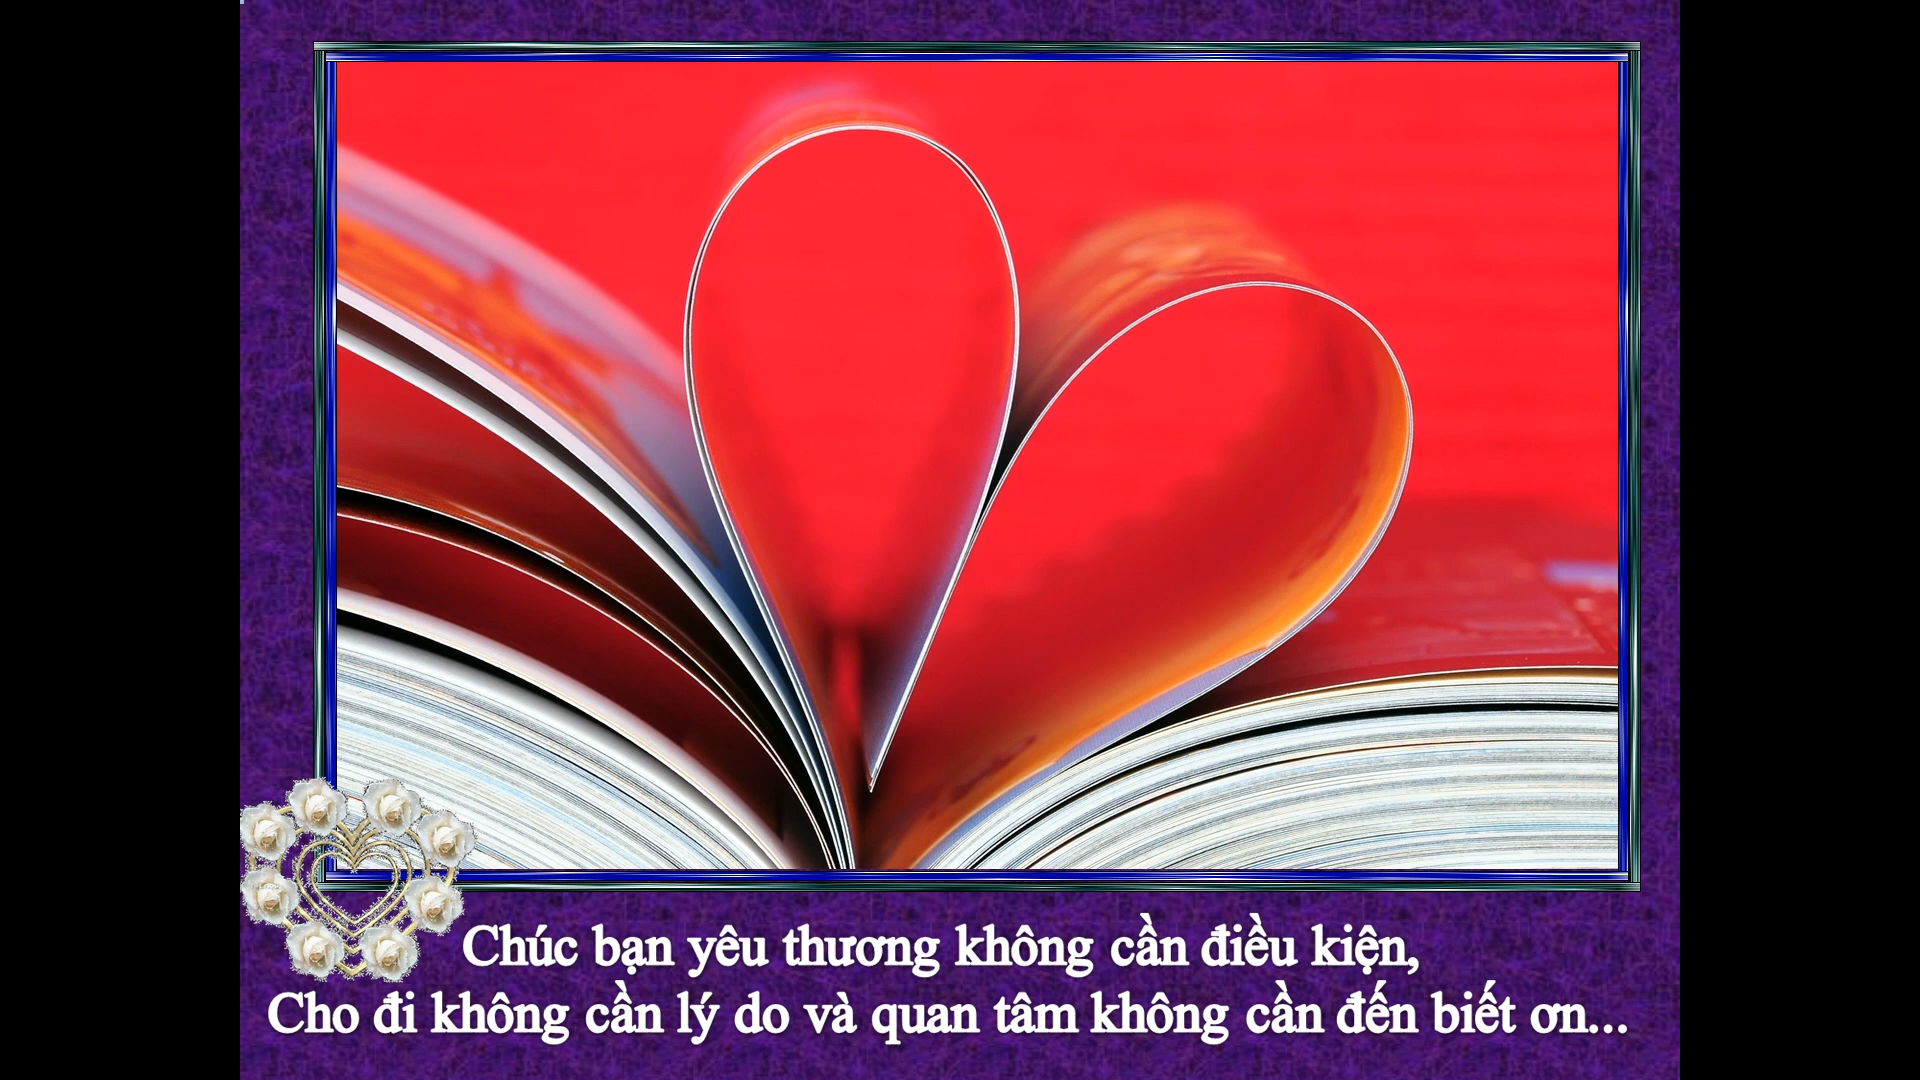 Chúc bạn yêu thương không cần điều kiện,
Cho đi không cần lý do và quan tâm không cần đến biết ơn...